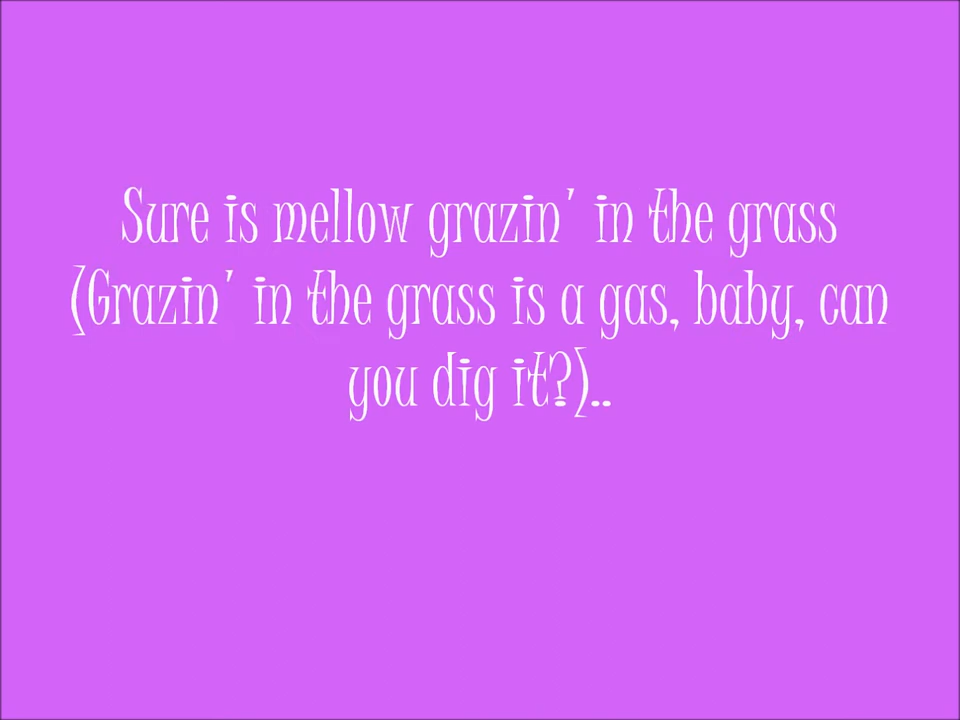 Sure is mellow grazin' in the grass
(Grazin' in the grass is a gas, baby, can
you dig it?)..